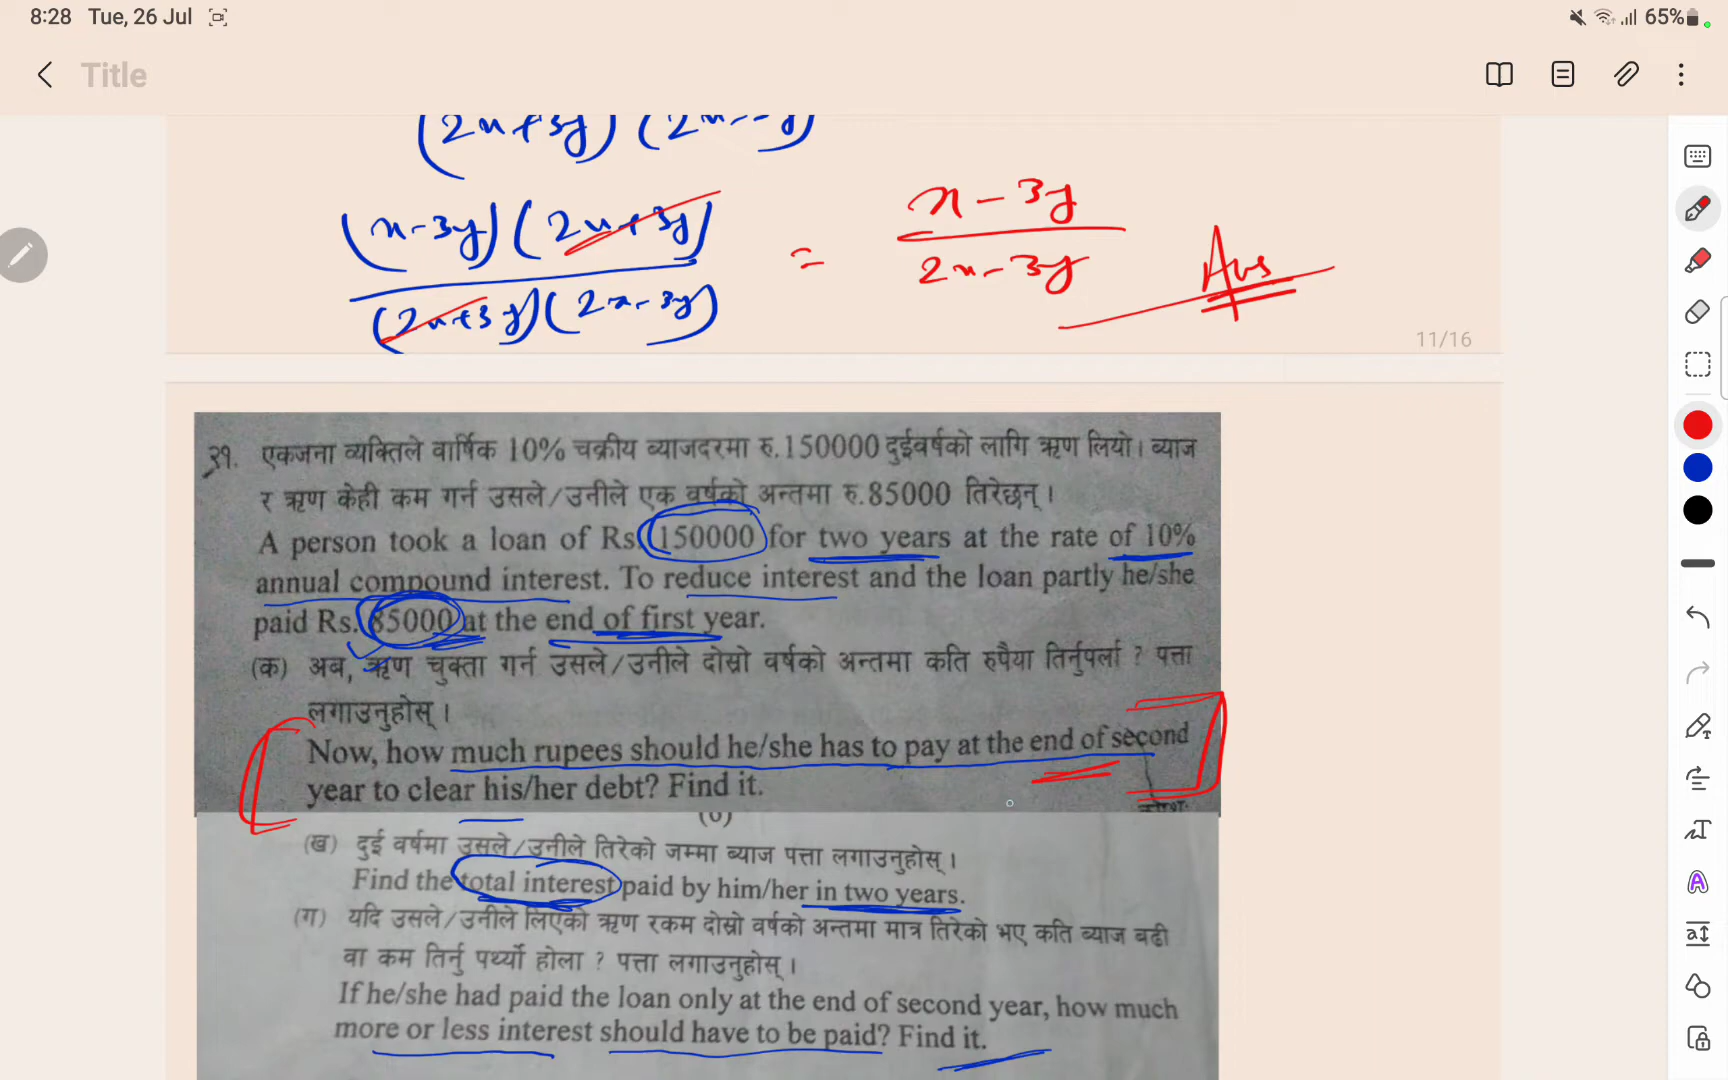 8:28 Tue, 26 Jul
65%
Title
(2x+3y)
(x-3y)(2x+3y)
(2x+3y)(2x-3y)
=
x-3y
2x-3y
Ans
11/16
३१. एकजना व्यक्तिले वार्षिक 10% चक्रीय ब्याजदरमा रु.150000 दुईवर्षको लागि ऋण लियो। ब्याज
र ऋण केही कम गर्न उसले/उनीले एक वर्षको अन्तमा रु.85000 तिरेछन्।
A person took a loan of Rs. 150000 for two years at the rate of 10%
annual compound interest. To reduce interest and the loan partly he/she
paid Rs. 85000 at the end of first year.
(क) अब, ऋण चुक्ता गर्न उसले/उनीले दोस्रो वर्षको अन्तमा कति रुपैया तिर्नुपर्ला ? पत्ता
लगाउनुहोस्।
Now, how much rupees should he/she has to pay at the end of second
year to clear his/her debt? Find it.
(ख) दुई वर्षमा उसले/उनीले तिरेको जम्मा ब्याज पत्ता लगाउनुहोस्।
Find the total interest paid by him/her in two years.
(ग) यदि उसले/उनीले लिएको ऋण रकम दोस्रो वर्षको अन्तमा मात्र तिरेको भए कति ब्याज बढी
वा कम तिर्नु पर्थ्यो होला ? पत्ता लगाउनुहोस्।
If he/she had paid the loan only at the end of second year, how much
more or less interest should have to be paid? Find it.